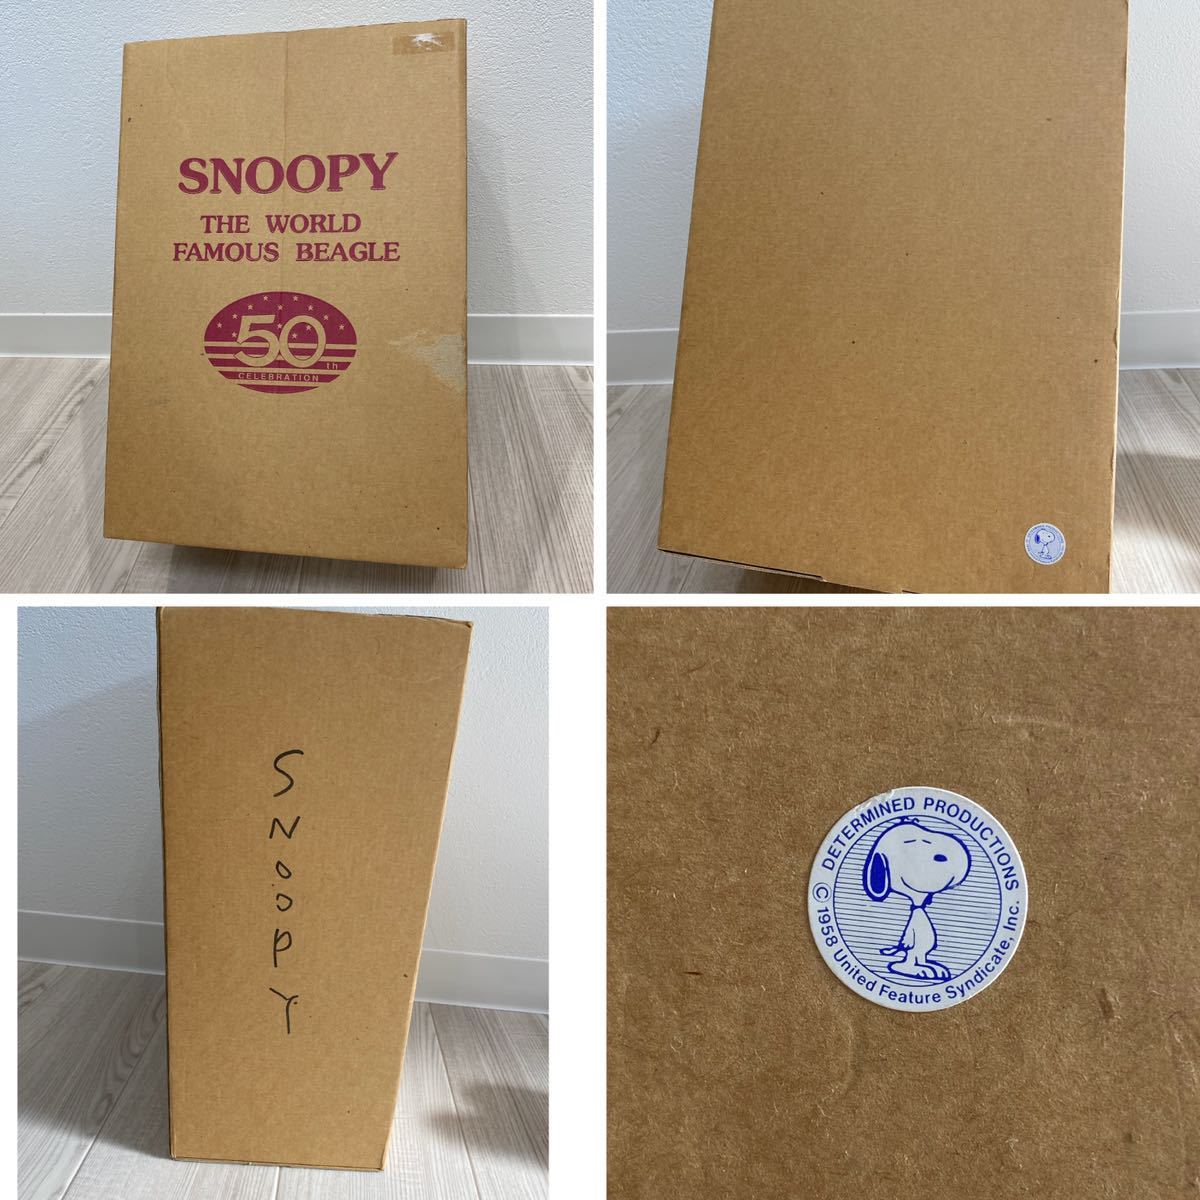 SNOOPY
THE WORLD
FAMOUS BEAGLE
50th
CELEBRATION
SNOOPY
DETERMINED PRODUCTIONS, Inc.
© 1958 United Feature Syndicate,